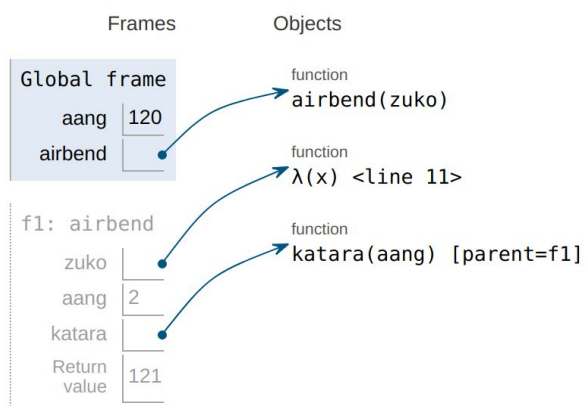 Frames
Objects
Global frame
aang 120
airbend
function
airbend(zuko)
function
λ(x) <line 11>
function
katara(aang) [parent=f1]
f1: airbend
zuko
aang 2
katara
Return
value 121